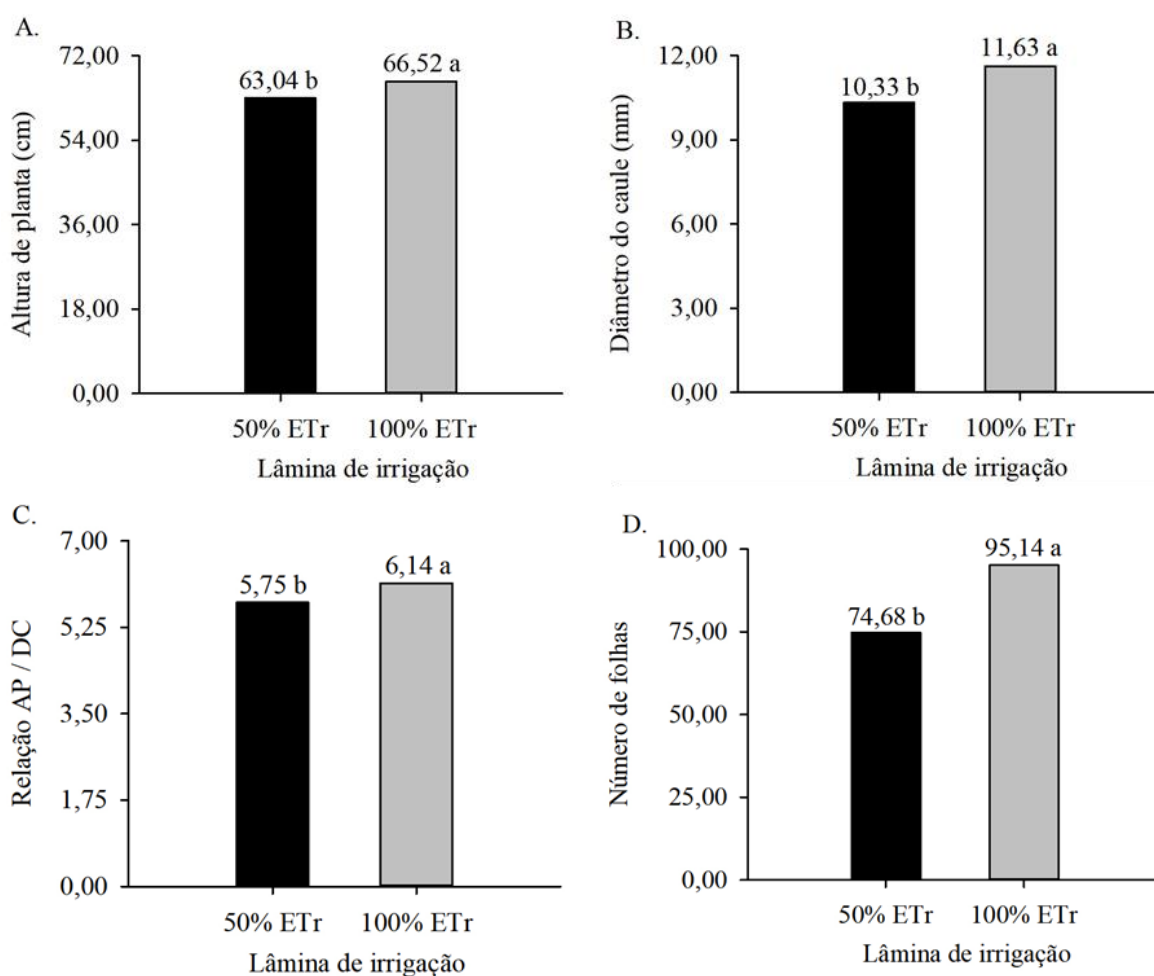 A.
Altura de planta (cm)
72,00
54,00
36,00
18,00
0,00
63,04 b
66,52 a
50% ETr
100% ETr
Lâmina de irrigação
B.
Diâmetro do caule (mm)
12,00
9,00
6,00
3,00
0,00
10,33 b
11,63 a
50% ETr
100% ETr
Lâmina de irrigação
C.
Relação AP / DC
7,00
5,25
3,50
1,75
0,00
5,75 b
6,14 a
50% ETr
100% ETr
Lâmina de irrigação
D.
Número de folhas
100,00
75,00
50,00
25,00
0,00
74,68 b
95,14 a
50% ETr
100% ETr
Lâmina de irrigação